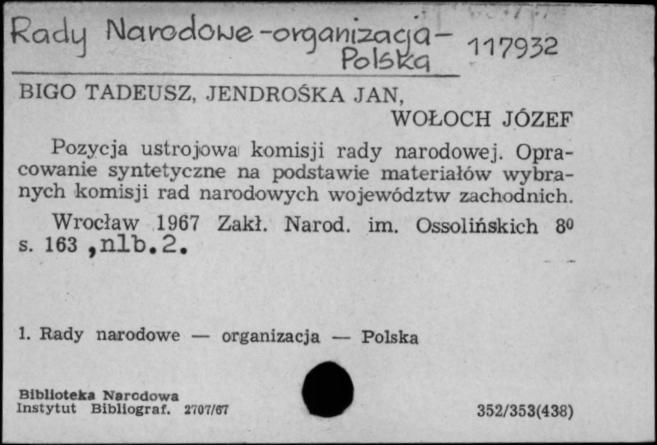 Rady Narodowe-organizacja-
Polska
117932
BIGO TADEUSZ, JENDROŚKA JAN,
WOŁOCH JÓZEF
Pozycja ustrojowa komisji rady narodowej. Opra-
cowanie syntetyczne na podstawie materiałów wybra-
nych komisji rad narodowych województw zachodnich.
Wrocław 1967 Zakł. Narod. im. Ossolińskich 8⁰
s. 163 ,nlb.2.
1. Rady narodowe — organizacja — Polska
Biblioteka Narodowa
Instytut Bibliograf. 2707/67
352/353(438)